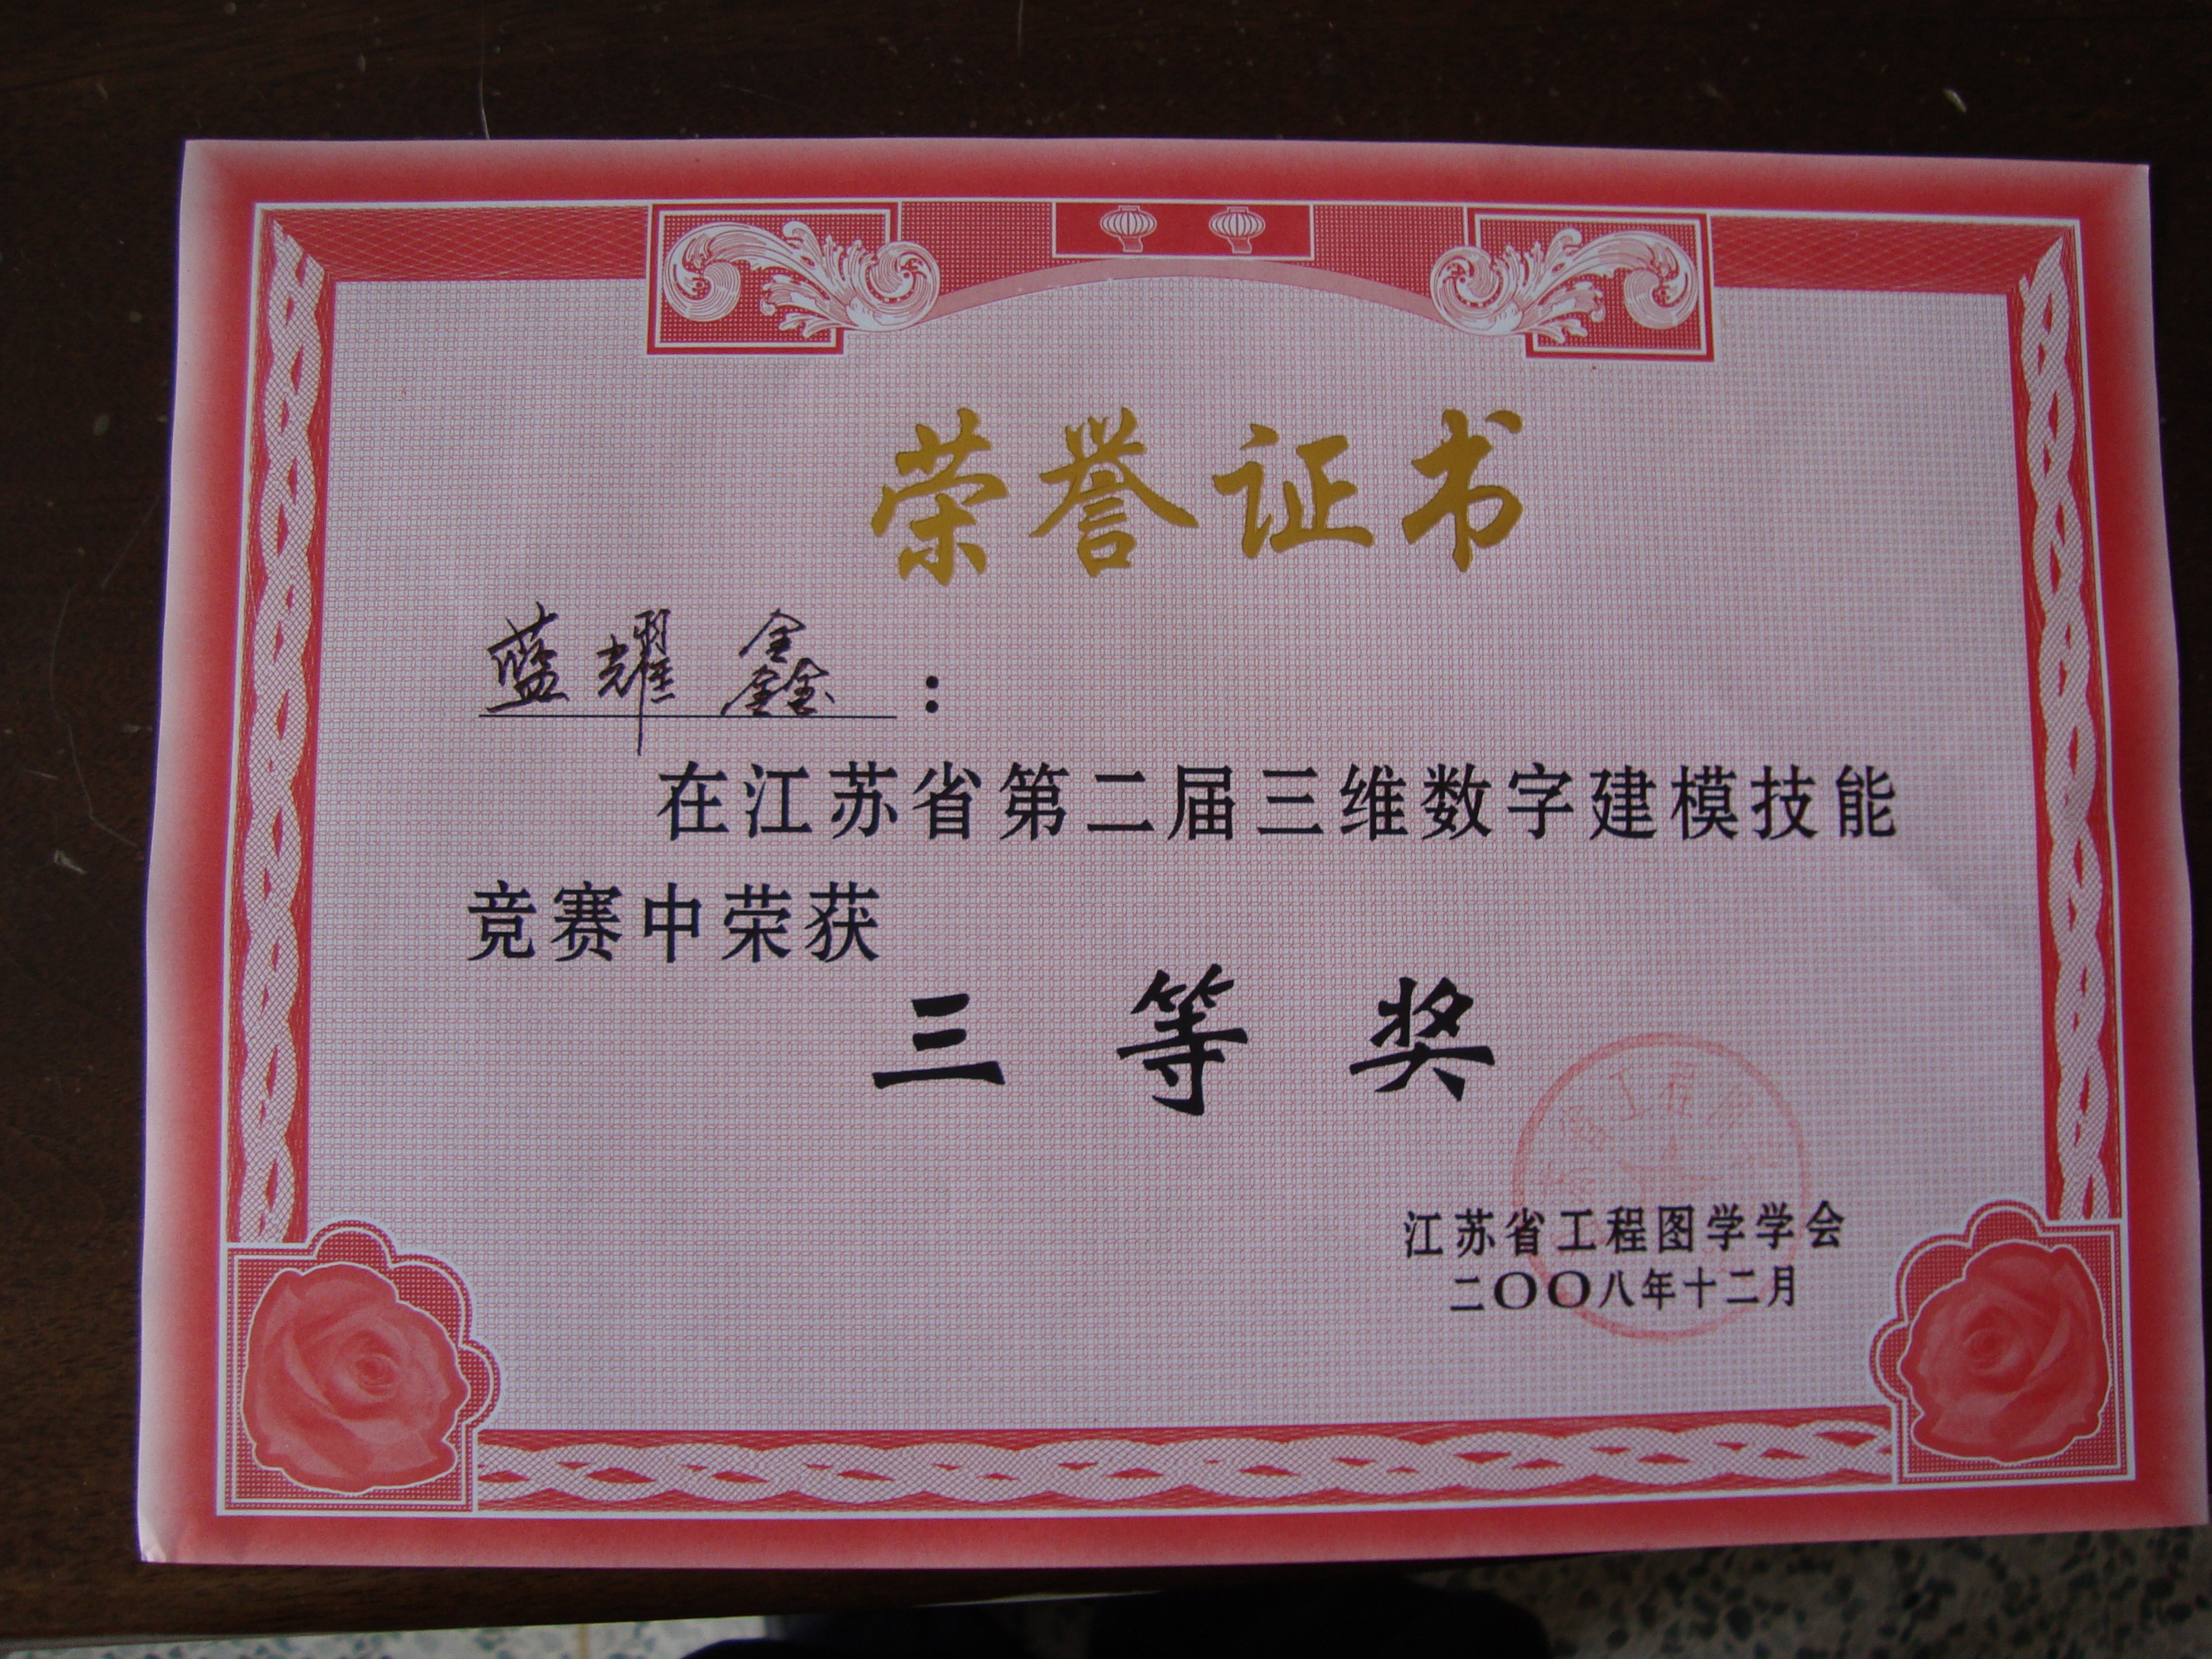 荣誉证书
蓝耀鑫：
在江苏省第二届三维数字建模技能
竞赛中荣获
三等奖
江苏省工程图学学会
二〇〇八年十二月